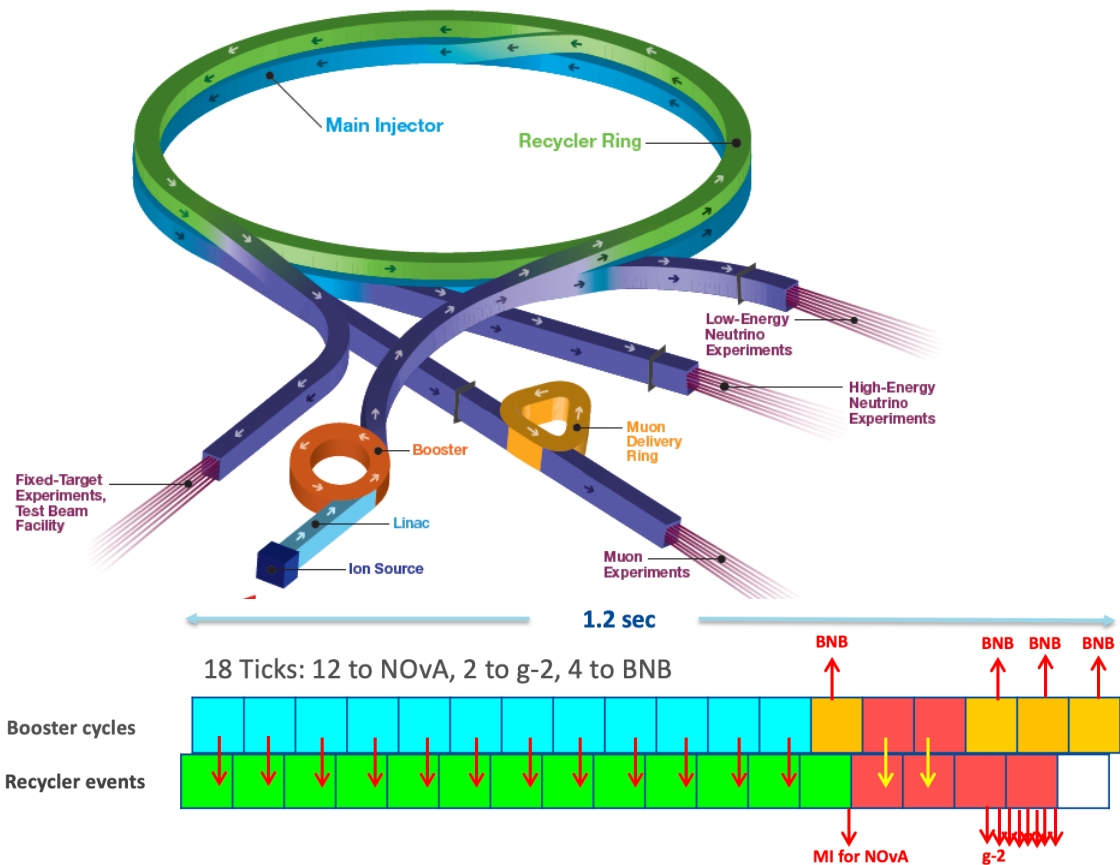 Main Injector
Recycler Ring
Low-Energy
Neutrino
Experiments
High-Energy
Neutrino
Experiments
Muon
Delivery
Ring
Booster
Fixed-Target
Experiments,
Test Beam
Facility
Linac
Ion Source
Muon
Experiments
1.2 sec
18 Ticks: 12 to NOvA, 2 to g-2, 4 to BNB
BNB
BNB
BNB
BNB
Booster cycles
Recycler events
MI for NOvA
g-2